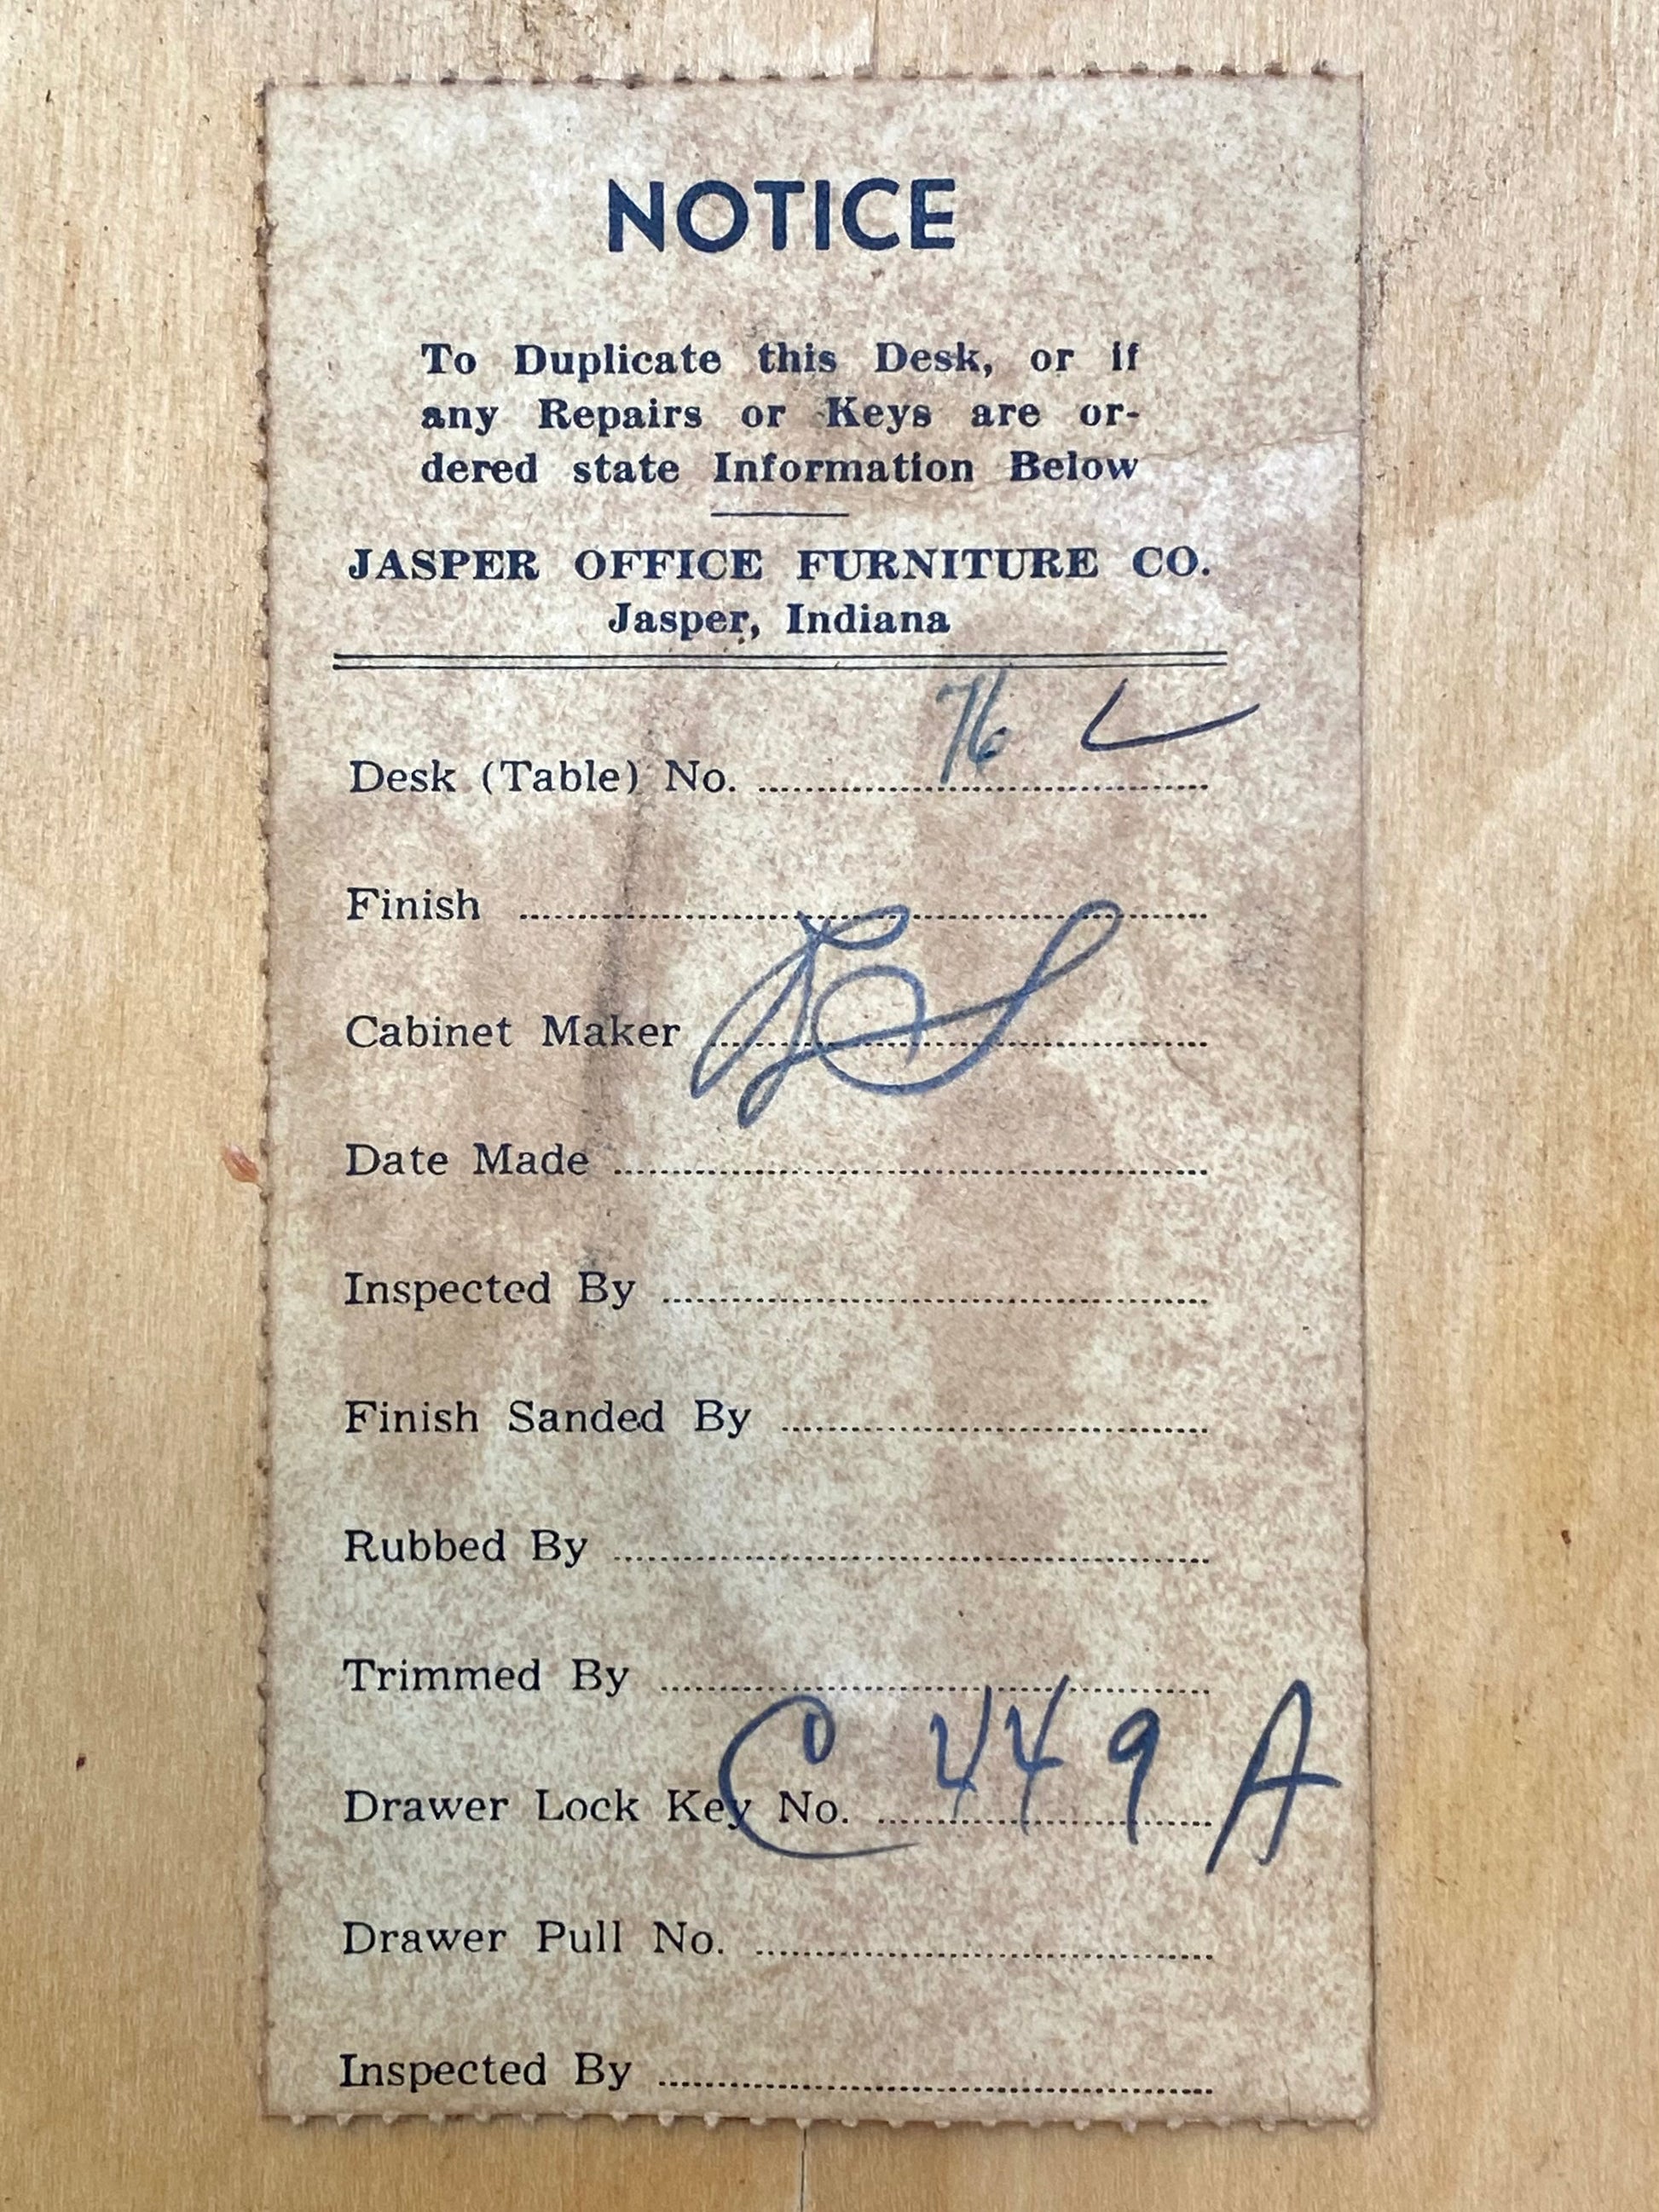 NOTICE
To Duplicate this Desk, or if
any Repairs or Keys are or-
dered state Information Below
JASPER OFFICE FURNITURE CO.
Jasper, Indiana
Desk (Table) No. 76 L
Finish
Cabinet Maker
Date Made
Inspected By
Finish Sanded By
Rubbed By
Trimmed By
Drawer Lock Key No. C 449 A
Drawer Pull No.
Inspected By